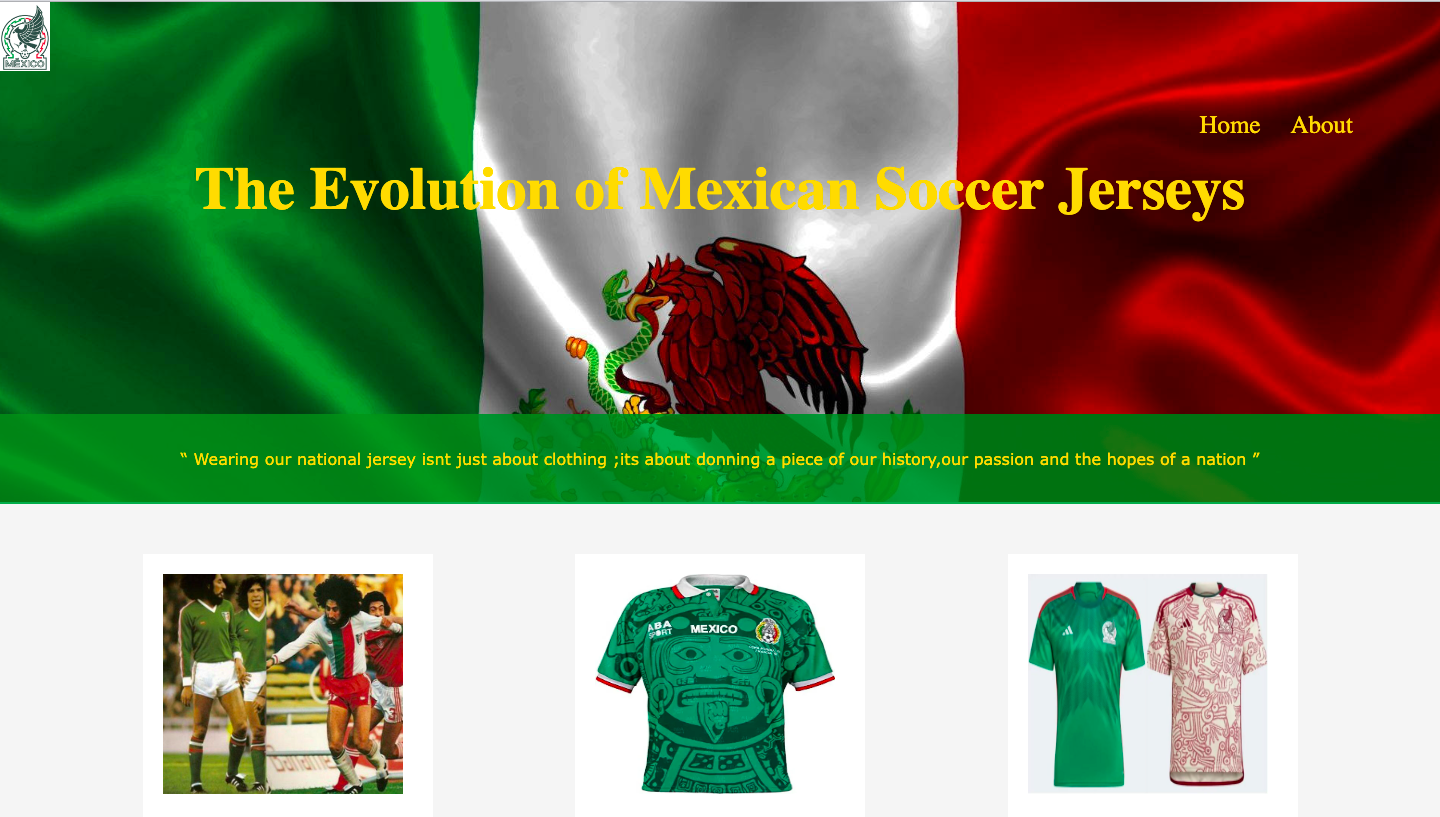 MÉXICO
Home About
The Evolution of Mexican Soccer Jerseys
“ Wearing our national jersey isnt just about clothing ;its about donning a piece of our history,our passion and the hopes of a nation ”
ABA
SPORT
MEXICO